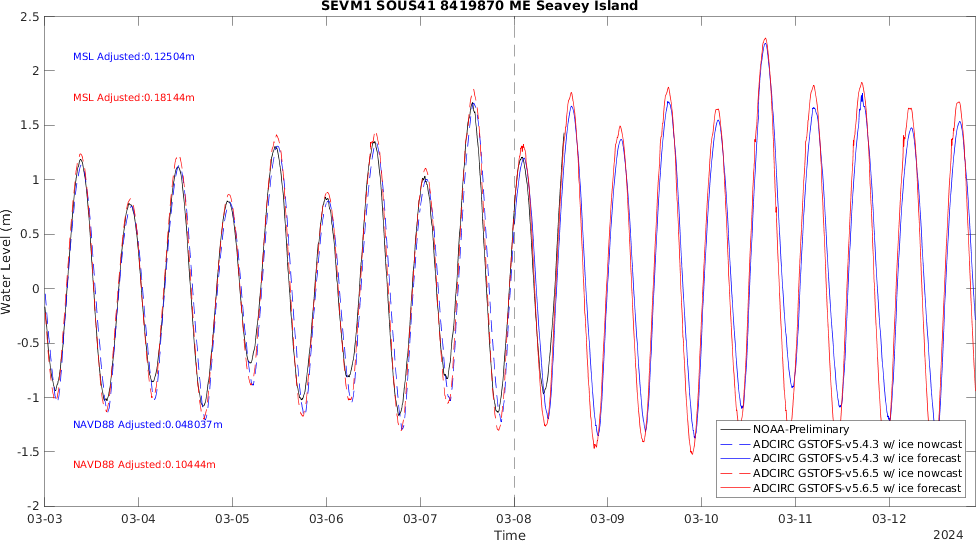 SEVM1 SOUS41 8419870 ME Seavey Island
2.5
2
1.5
1
0.5
0
-0.5
-1
-1.5
-2
Water Level (m)
MSL Adjusted:0.12504m
MSL Adjusted:0.18144m
NAVD88 Adjusted:0.048037m
NAVD88 Adjusted:0.10444m
NOAA-Preliminary
ADCIRC GSTOFS-v5.4.3 w/ ice nowcast
ADCIRC GSTOFS-v5.4.3 w/ ice forecast
ADCIRC GSTOFS-v5.6.5 w/ ice nowcast
ADCIRC GSTOFS-v5.6.5 w/ ice forecast
03-03 03-04 03-05 03-06 03-07 03-08 03-09 03-10 03-11 03-12
Time
2024